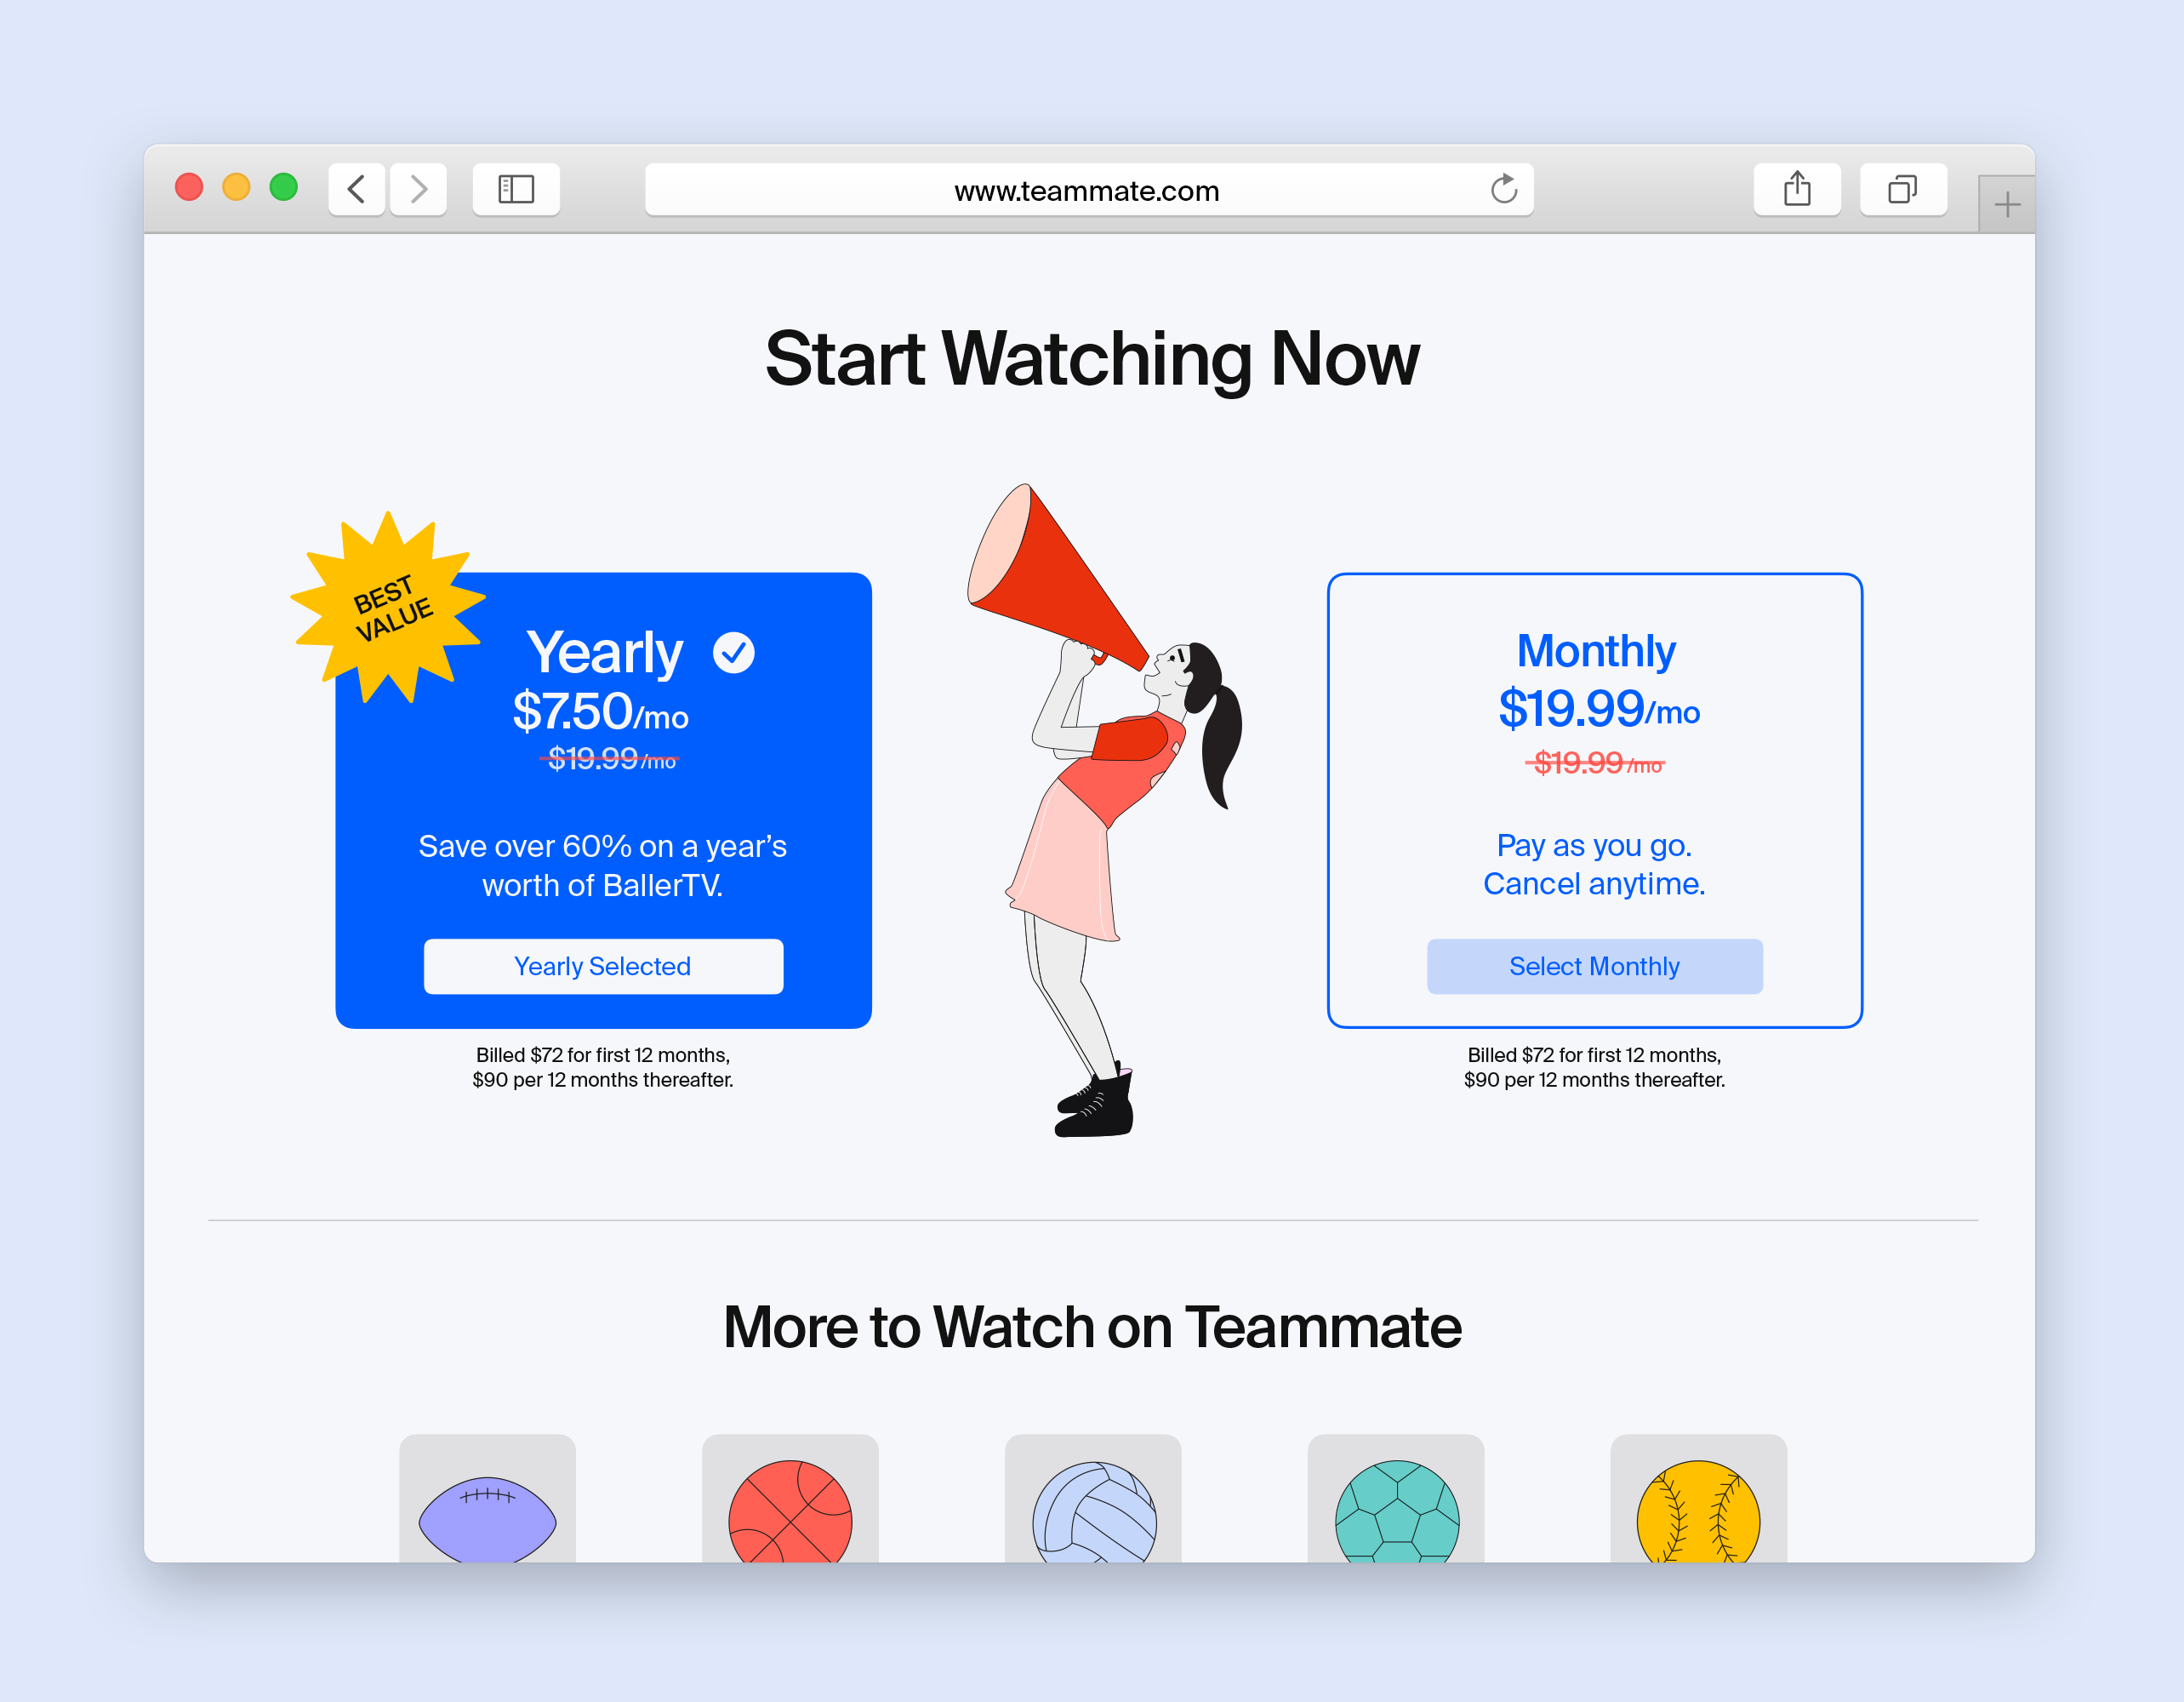 www.teammate.com
Start Watching Now
BEST
VALUE
Yearly
$7.50/mo
$19.99/mo
Save over 60% on a year’s
worth of BallerTV.
Yearly Selected
Billed $72 for first 12 months,
$90 per 12 months thereafter.
Monthly
$19.99/mo
$19.99/mo
Pay as you go.
Cancel anytime.
Select Monthly
Billed $72 for first 12 months,
$90 per 12 months thereafter.
More to Watch on Teammate